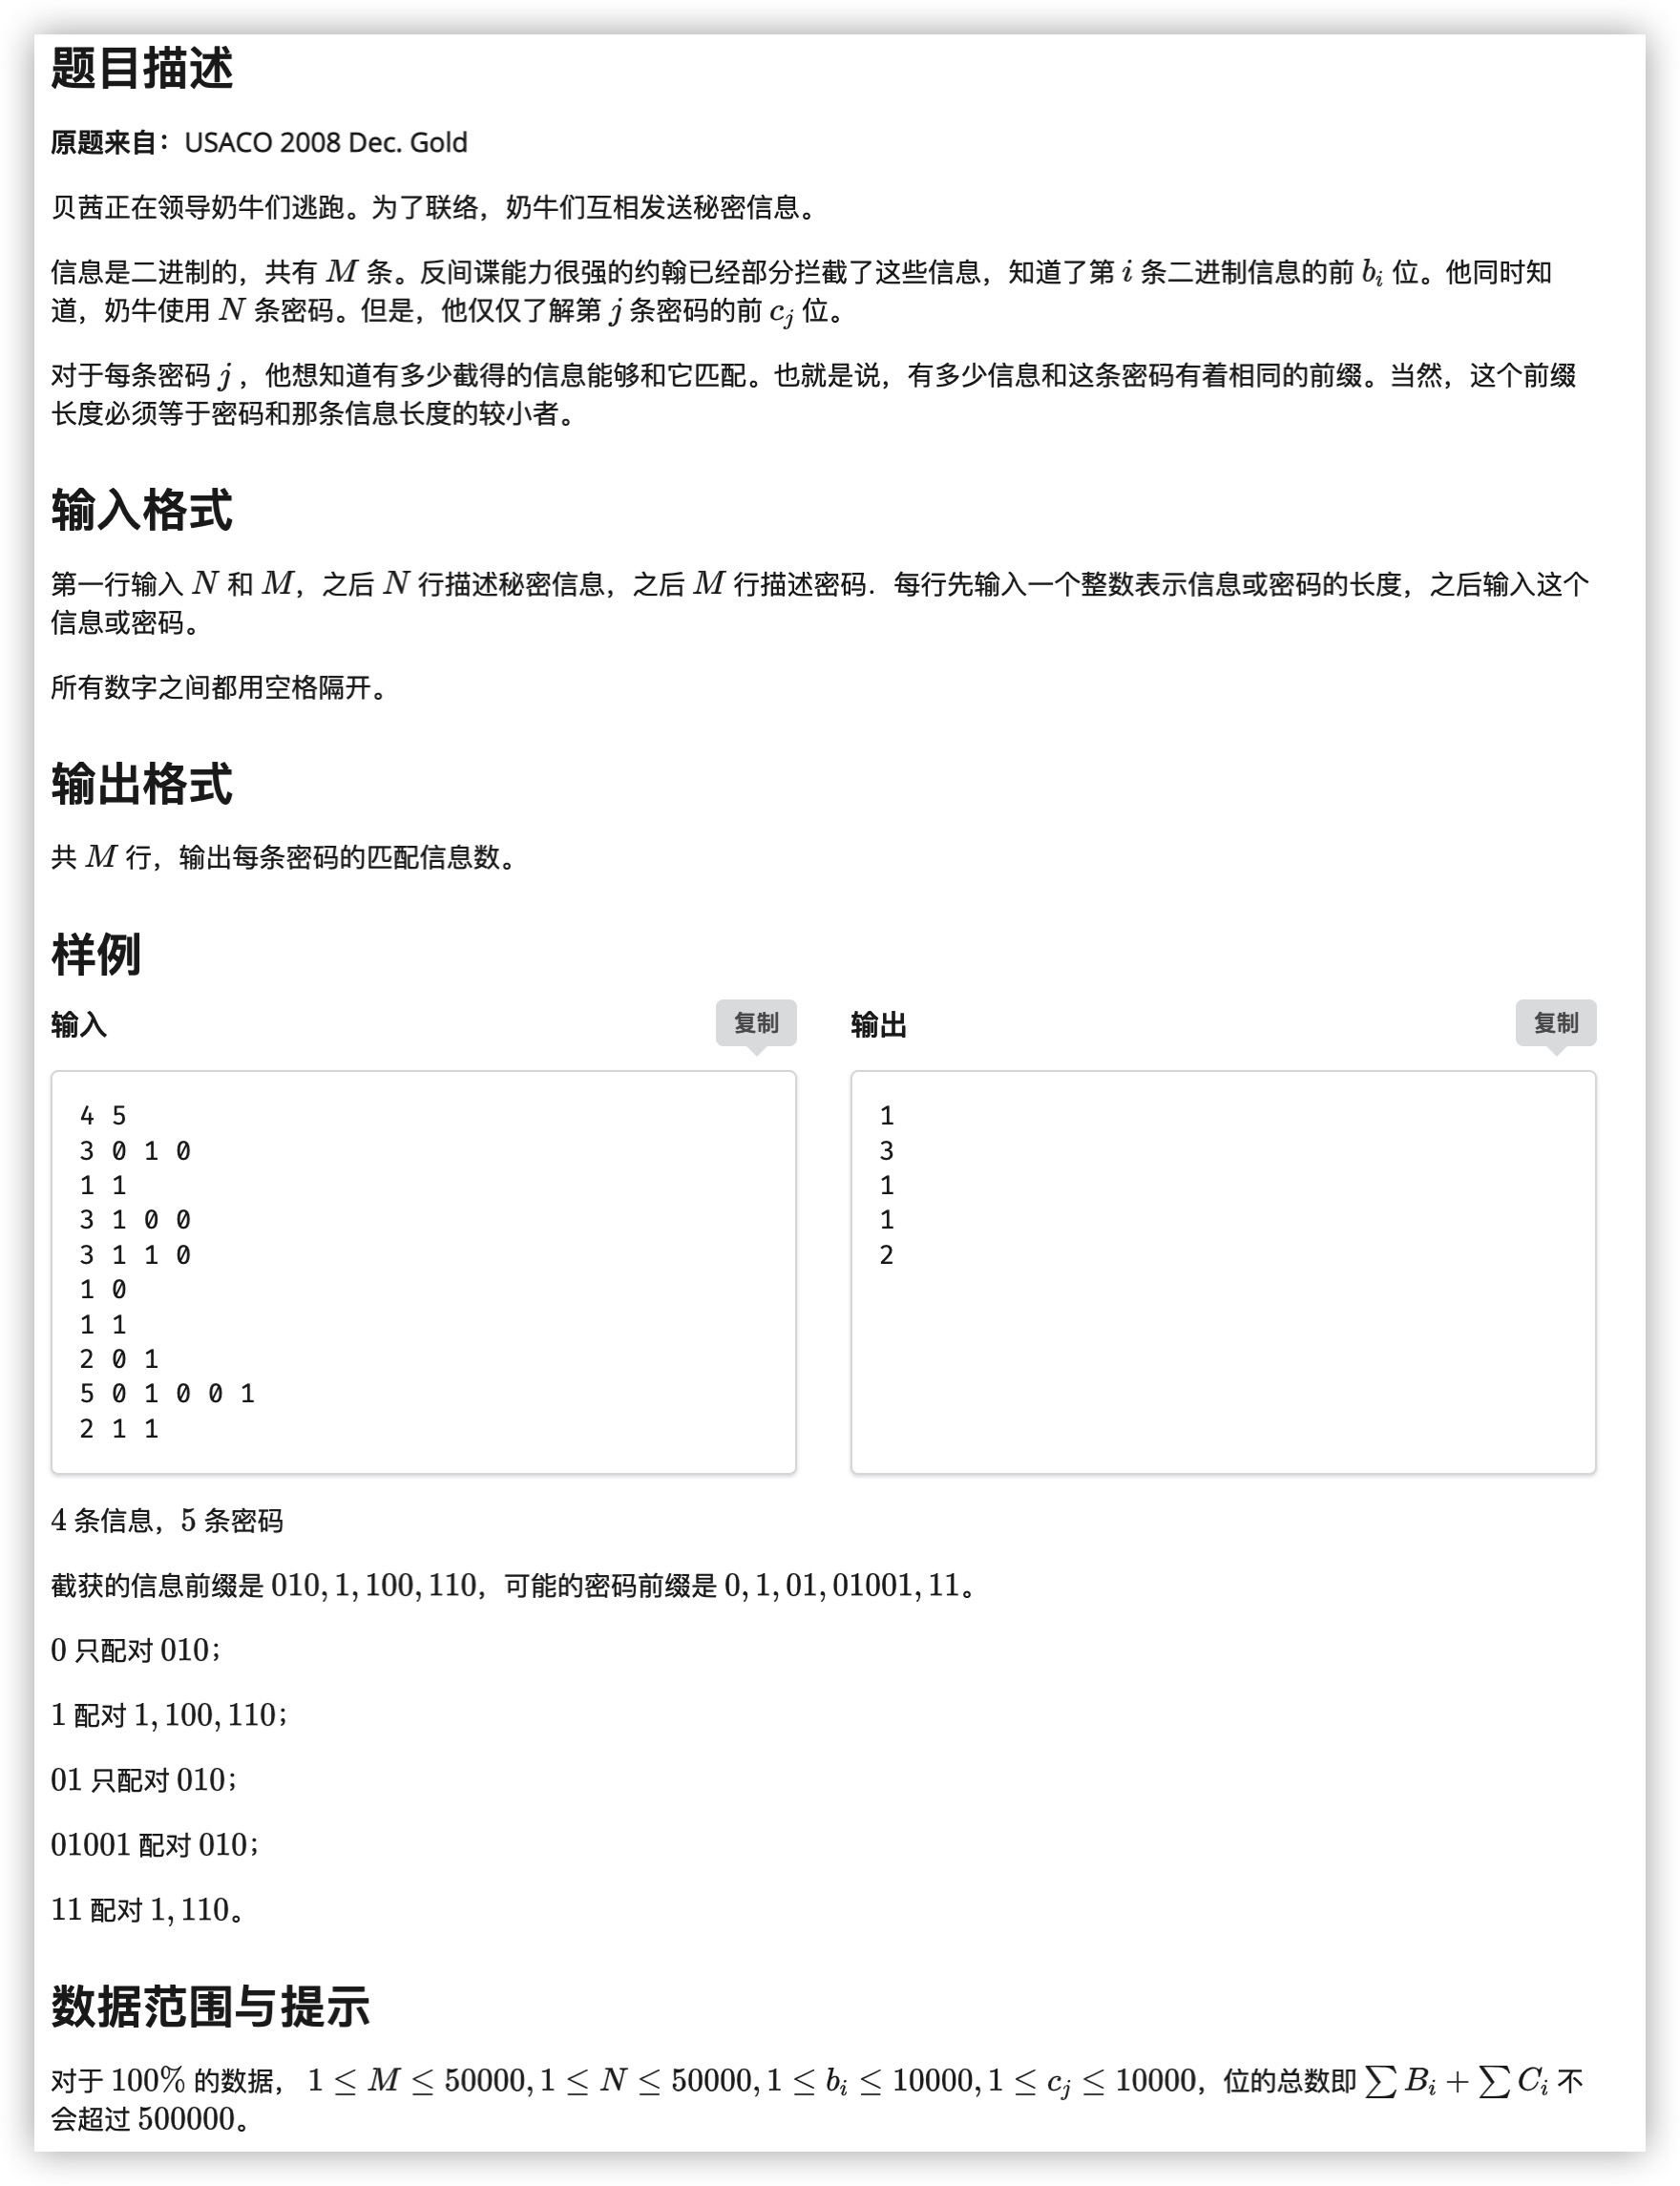 题目描述
原题来自：USACO 2008 Dec. Gold
贝茜正在领导奶牛们逃跑。为了联络，奶牛们互相发送秘密信息。
信息是二进制的，共有 M 条。反间谍能力很强的约翰已经部分拦截了这些信息，知道了第 i 条二进制信息的前 b_i 位。他同时知
道，奶牛使用 N 条密码。但是，他仅仅了解第 j 条密码的前 c_j 位。
对于每条密码 j ，他想知道有多少截得的信息能够和它匹配。也就是说，有多少信息和这条密码有着相同的前缀。当然，这个前缀
长度必须等于密码和那条信息长度的较小者。
输入格式
第一行输入 N 和 M，之后 N 行描述秘密信息，之后 M 行描述密码．每行先输入一个整数表示信息或密码的长度，之后输入这个
信息或密码。
所有数字之间都用空格隔开。
输出格式
共 M 行，输出每条密码的匹配信息数。
样例
输入 复制 输出 复制
4 5
3 0 1 0
1 1
3 1 0 0
3 1 1 0
1 0
1 1
2 0 1
5 0 1 0 0 1
2 1 1
1
3
1
1
2
4 条信息，5 条密码
截获的信息前缀是 010, 1, 100, 110，可能的密码前缀是 0, 1, 01, 01001, 11。
0 只配对 010；
1 配对 1, 100, 110；
01 只配对 010；
01001 配对 010；
11 配对 1, 110。
数据范围与提示
对于 100% 的数据， 1 ≤ M ≤ 50000, 1 ≤ N ≤ 50000, 1 ≤ b_i ≤ 10000, 1 ≤ c_j ≤ 10000，位的总数即 ∑ B_i + ∑ C_i 不
会超过 500000。